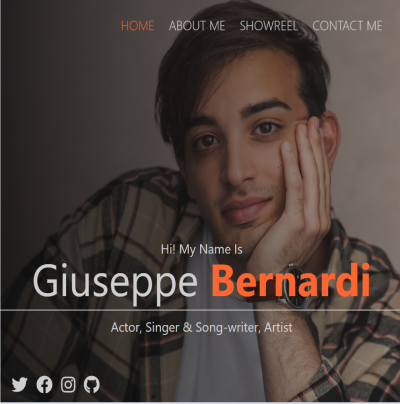 HOME ABOUT ME SHOWREEL CONTACT ME
Hi! My Name Is
Giuseppe Bernardi
Actor, Singer & Song-writer, Artist